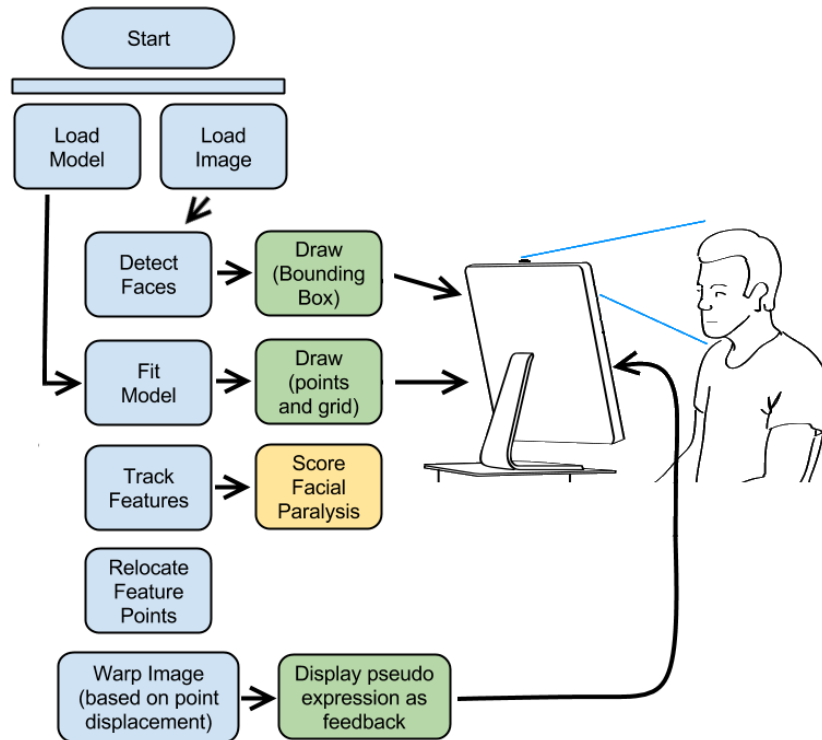 Start
Load
Model
Load
Image
Detect
Faces
Draw
(Bounding
Box)
Fit
Model
Draw
(points
and grid)
Track
Features
Score
Facial
Paralysis
Relocate
Feature
Points
Warp Image
(based on point
displacement)
Display pseudo
expression as
feedback